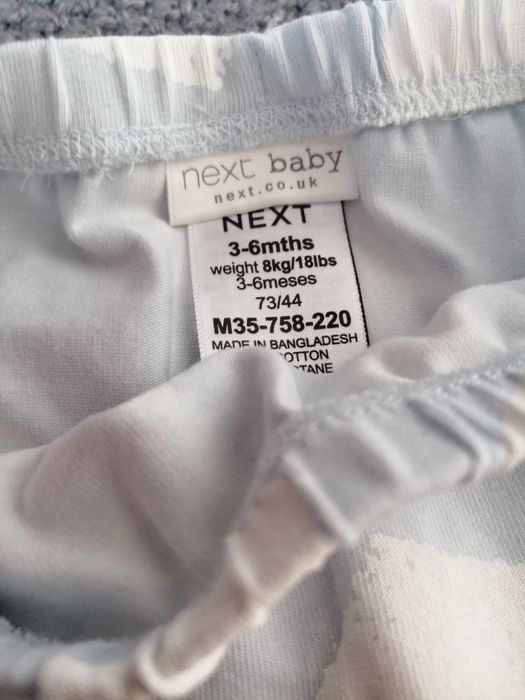 next baby
next.co.uk
NEXT
3-6mths
weight 8kg/18lbs
3-6meses
73/44
M35-758-220
MADE IN BANGLADESH